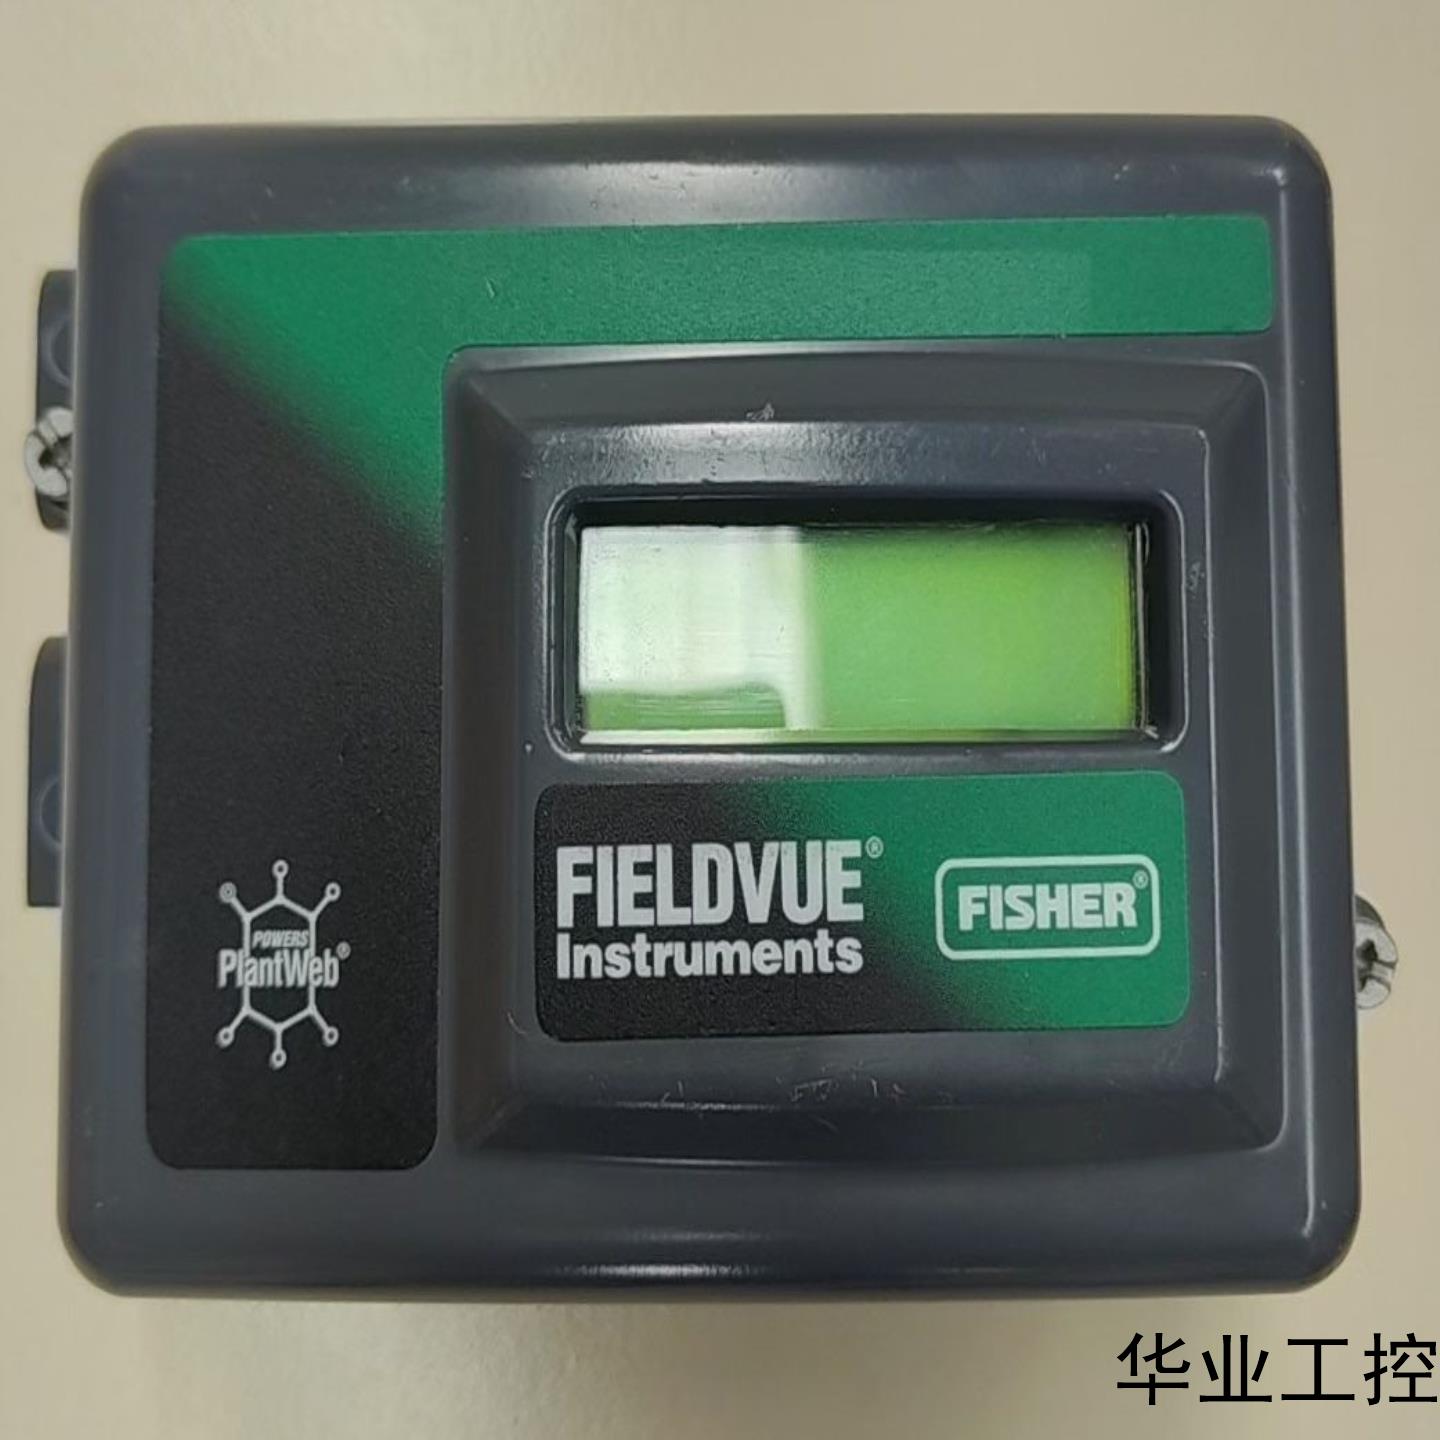 FIELDVUE®
Instruments
FISHER®
POWERS
PlantWeb®
华业工控